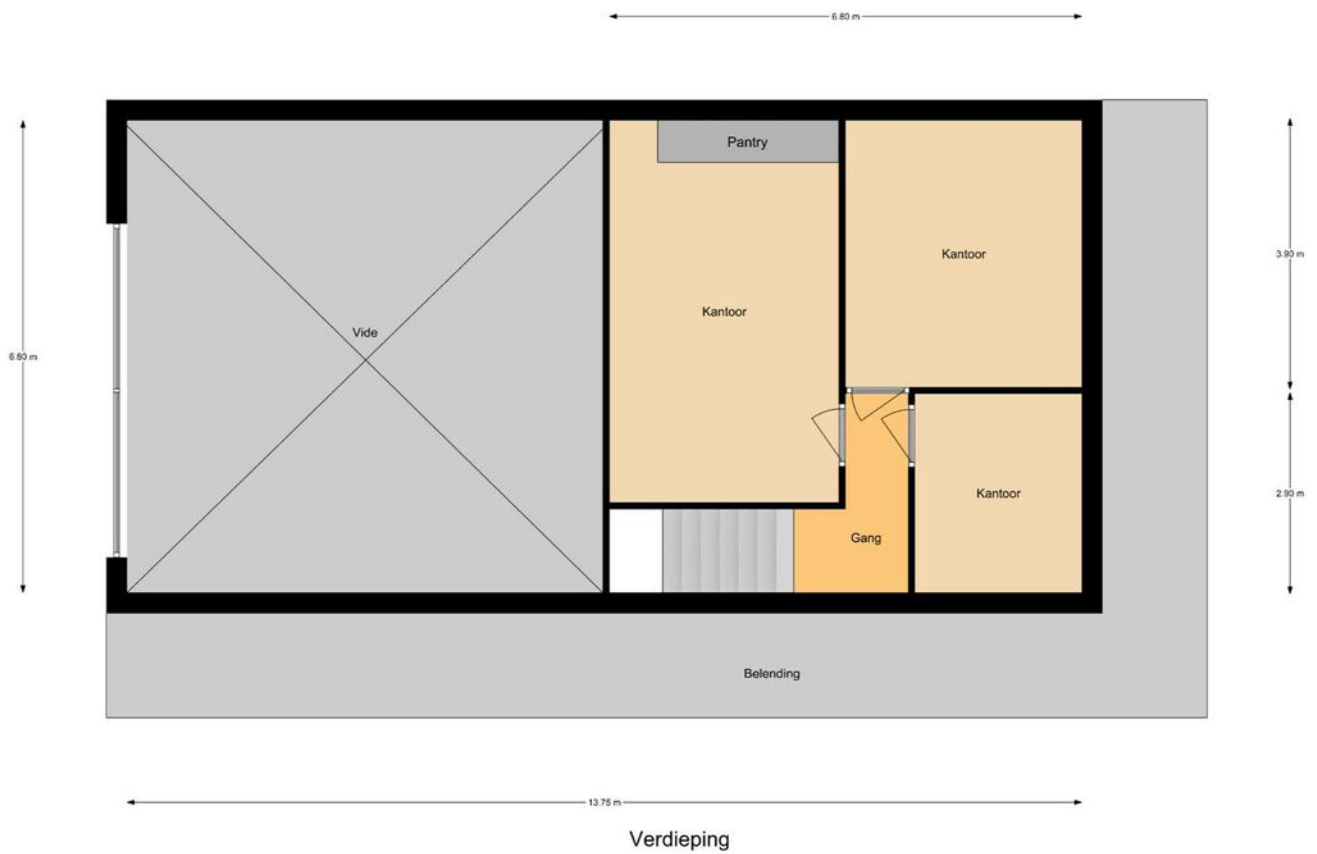 6.80 m
Pantry
Kantoor
3.90 m
Kantoor
Vide
6.80 m
Kantoor
2.90 m
Gang
Belending
13.75 m
Verdieping